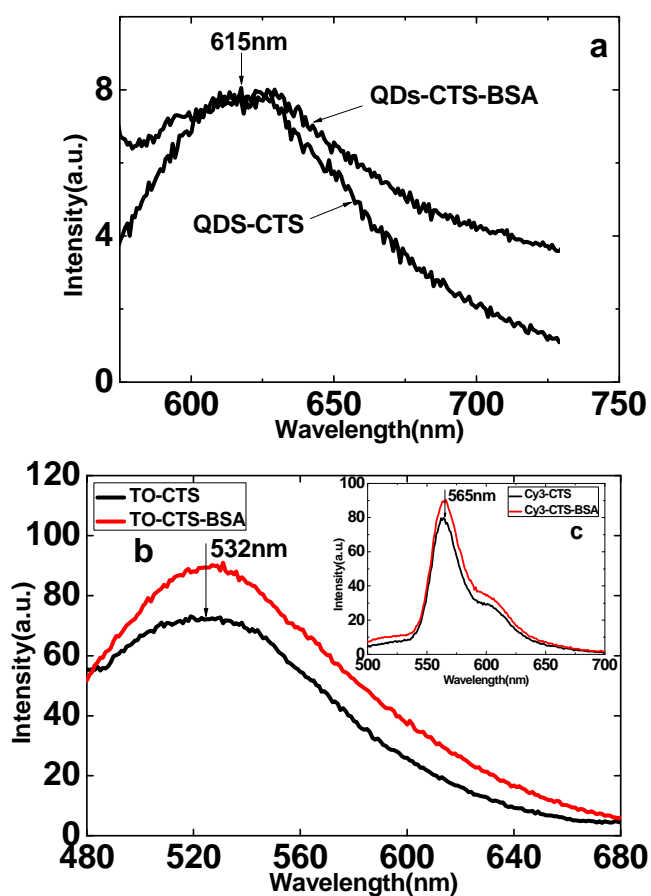 615nm
a
8
QDs-CTS-BSA
Intensity(a.u.)
4
QDS-CTS
0
600 650 700 750
Wavelength(nm)
120
TO-CTS
TO-CTS-BSA
100
b
532nm
80
Intensity(a.u.)
60
40
20
0
480 520 560 600 640 680
Wavelength(nm)
100
Cy3-CTS
Cy3-CTS-BSA
565nm
80
c
60
Intensity(a.u.)
40
20
0
500 550 600 650 700
Wavelength(nm)